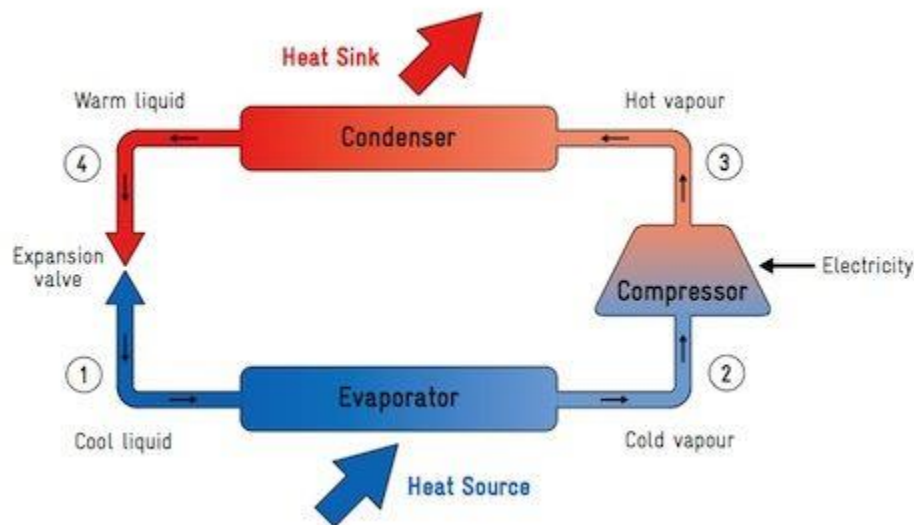 Heat Sink
Warm liquid
Hot vapour
Condenser
4
3
Expansion
valve
Electricity
Compressor
1
2
Evaporator
Cool liquid
Cold vapour
Heat Source